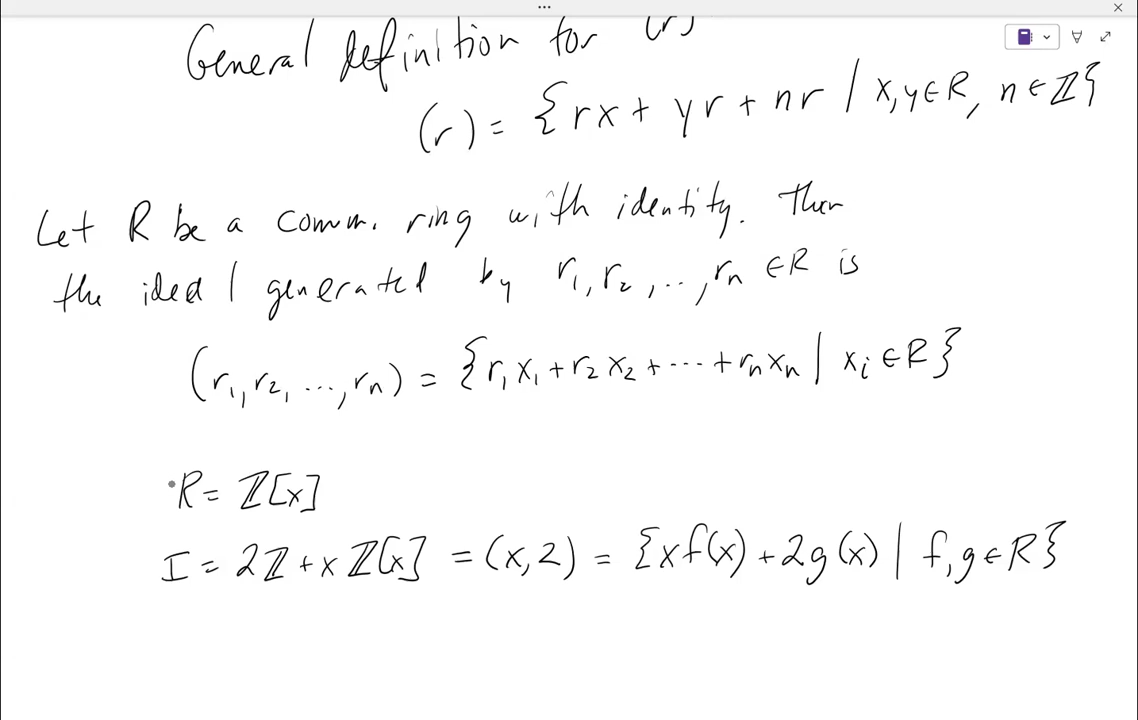 General definition for (r)
(r) = {rx + yr + nr | x,y∈R, n∈ℤ}
Let R be a comm. ring with identity. Then
the ideal generated by r₁, r₂, ..., rₙ ∈R is
(r₁, r₂, ..., rₙ) = {r₁x₁ + r₂x₂ + ⋯ + rₙxₙ | xᵢ ∈R}
R = ℤ[x]
I = 2ℤ + xℤ[x] = (x,2) = {xf(x) + 2g(x) | f,g∈R}